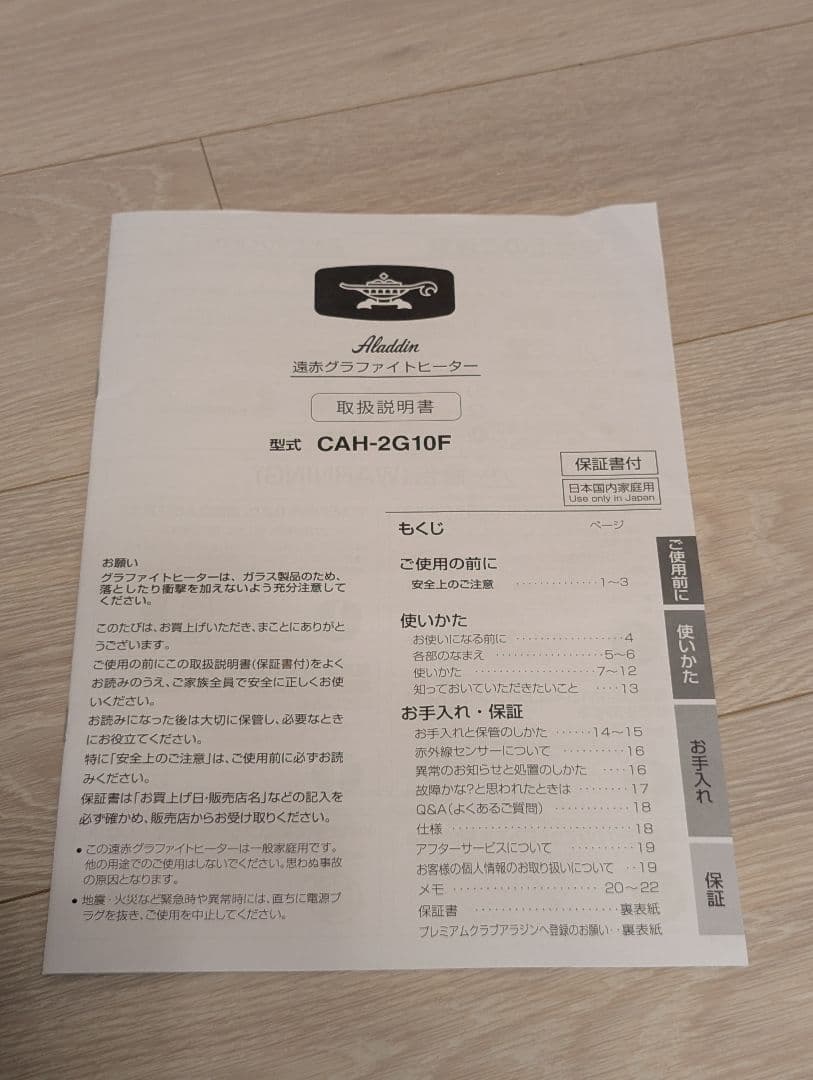 Aladdin
遠赤グラファイトヒーター
取扱説明書
型式 CAH-2G10F
保証書付
日本国内家庭用
Use only in Japan
お願い
グラファイトヒーターは、ガラス製品のため、
落としたり衝撃を加えないよう充分注意して
ください。
このたびは、お買上げいただき、まことにありがと
うございます。
ご使用の前にこの取扱説明書(保証書付)をよく
お読みのうえ、ご家族全員で安全に正しくお使
いください。
お読みになった後は大切に保管し、必要なとき
にお役立てください。
特に「安全上のご注意」は、ご使用前に必ずお読
みください。
保証書は「お買上げ日・販売店名」などの記入を
必ず確かめ、販売店からお受け取りください。
●この遠赤グラファイトヒーターは一般家庭用です。
他の用途でのご使用はしないでください。思わぬ事故
の原因となります。
●地震・火災など緊急時や異常時には、直ちに電源プ
ラグを抜き、ご使用を中止してください。
もくじ ページ
ご使用の前に
安全上のご注意 ‥‥‥‥‥‥‥1〜3
使いかた
お使いになる前に ‥‥‥‥‥‥‥‥4
各部のなまえ ‥‥‥‥‥‥‥‥5〜6
使いかた ‥‥‥‥‥‥‥‥7〜12
知っておいていただきたいこと ‥‥13
お手入れ・保証
お手入れと保管のしかた ‥‥‥14〜15
赤外線センサーについて ‥‥‥‥‥16
異常のお知らせと処置のしかた ‥‥16
故障かな?と思われたときは ‥‥‥‥17
Q&A(よくあるご質問) ‥‥‥‥‥‥18
仕様 ‥‥‥‥‥‥‥‥‥‥‥‥18
アフターサービスについて ‥‥‥‥‥19
お客様の個人情報のお取り扱いについて ‥19
メモ ‥‥‥‥‥‥‥‥‥‥20〜22
保証書 ‥‥‥‥‥‥‥‥‥‥裏表紙
プレミアムクラブアラジンへ登録のお願い‥裏表紙
ご使用前に
使いかた
お手入れ
保証